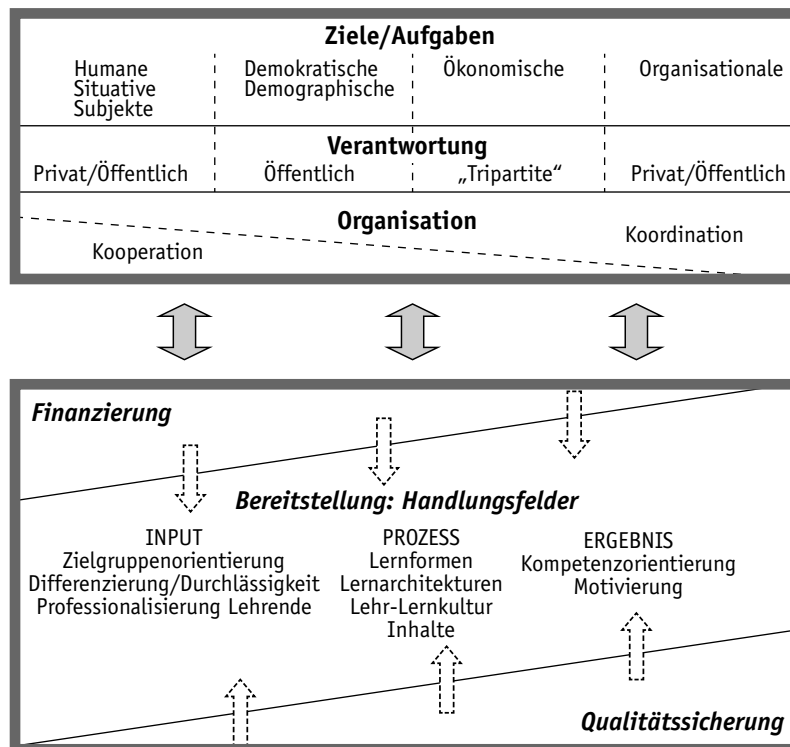 Ziele/Aufgaben
Humane
Situative
Subjekte
Demokratische
Demographische
Ökonomische
Organisationale
Verantwortung
Privat/Öffentlich
Öffentlich
„Tripartite“
Privat/Öffentlich
Organisation
Kooperation
Koordination
Finanzierung
Bereitstellung: Handlungsfelder
INPUT
Zielgruppenorientierung
Differenzierung/Durchlässigkeit
Professionalisierung Lehrende
PROZESS
Lernformen
Lernarchitekturen
Lehr-Lernkultur
Inhalte
ERGEBNIS
Kompetenzorientierung
Motivierung
Qualitätssicherung